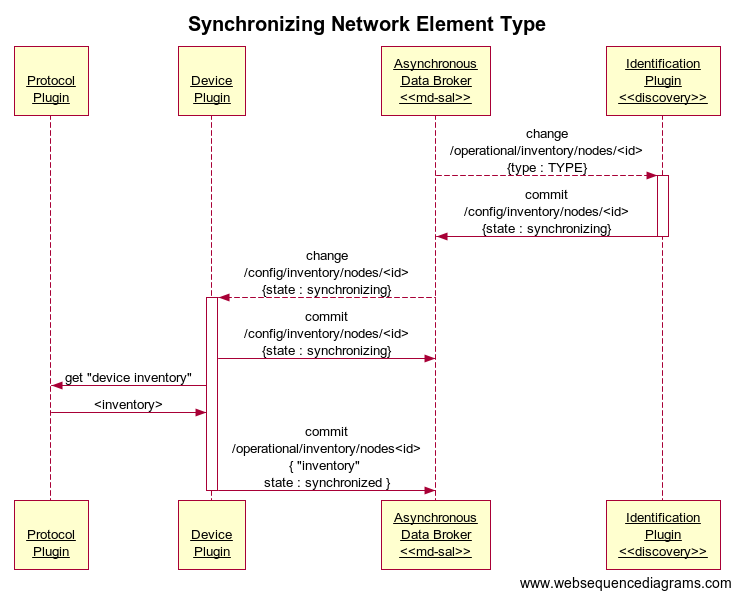 Synchronizing Network Element Type
Protocol
Plugin
Device
Plugin
Asynchronous
Data Broker
<<md-sal>>
Identification
Plugin
<<discovery>>
change
/operational/inventory/nodes/<id>
{type : TYPE}
commit
/config/inventory/nodes/<id>
{state : synchronizing}
change
/config/inventory/nodes/<id>
{state : synchronizing}
commit
/config/inventory/nodes/<id>
{state : synchronizing}
get "device inventory"
<inventory>
commit
/operational/inventory/nodes<id>
{ "inventory"
state : synchronized }
Protocol
Plugin
Device
Plugin
Asynchronous
Data Broker
<<md-sal>>
Identification
Plugin
<<discovery>>
www.websequencediagrams.com